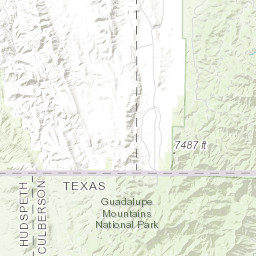 7487 ft
TEXAS
Guadalupe
Mountains
National Park
HUDSPETH
CULBERSON